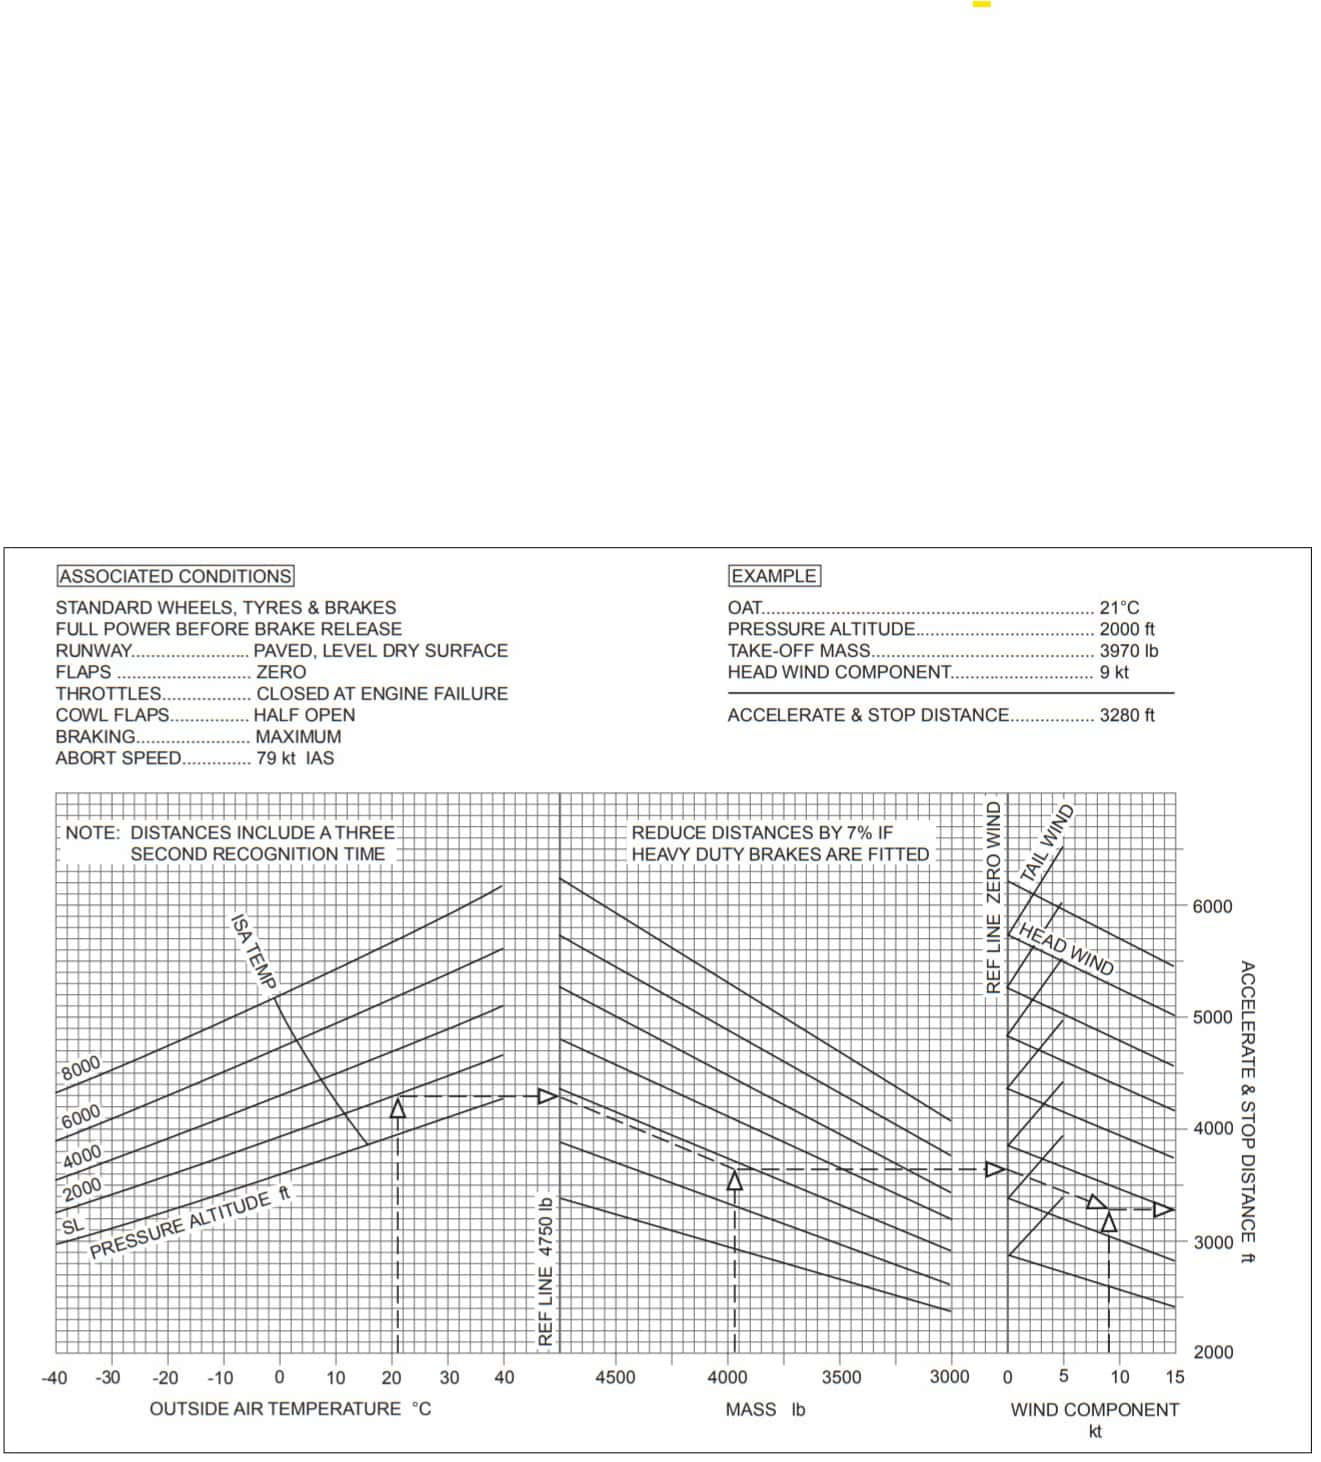 ASSOCIATED CONDITIONS
STANDARD WHEELS, TYRES & BRAKES
FULL POWER BEFORE BRAKE RELEASE
RUNWAY........................ PAVED, LEVEL DRY SURFACE
FLAPS ........................... ZERO
THROTTLES.................. CLOSED AT ENGINE FAILURE
COWL FLAPS................ HALF OPEN
BRAKING....................... MAXIMUM
ABORT SPEED.............. 79 kt IAS
EXAMPLE
OAT................................................................... 21°C
PRESSURE ALTITUDE.................................... 2000 ft
TAKE-OFF MASS............................................. 3970 lb
HEAD WIND COMPONENT............................. 9 kt
ACCELERATE & STOP DISTANCE................. 3280 ft
NOTE: DISTANCES INCLUDE A THREE
SECOND RECOGNITION TIME
REDUCE DISTANCES BY 7% IF
HEAVY DUTY BRAKES ARE FITTED
ISA TEMP
8000
6000
4000
2000
SL
PRESSURE ALTITUDE ft
REF LINE 4750 lb
REF LINE ZERO WIND
TAIL WIND
HEAD WIND
6000
5000
4000
3000
2000
ACCELERATE & STOP DISTANCE ft
-40 -30 -20 -10 0 10 20 30 40 4500 4000 3500 3000 0 5 10 15
OUTSIDE AIR TEMPERATURE °C
MASS lb
WIND COMPONENT
kt